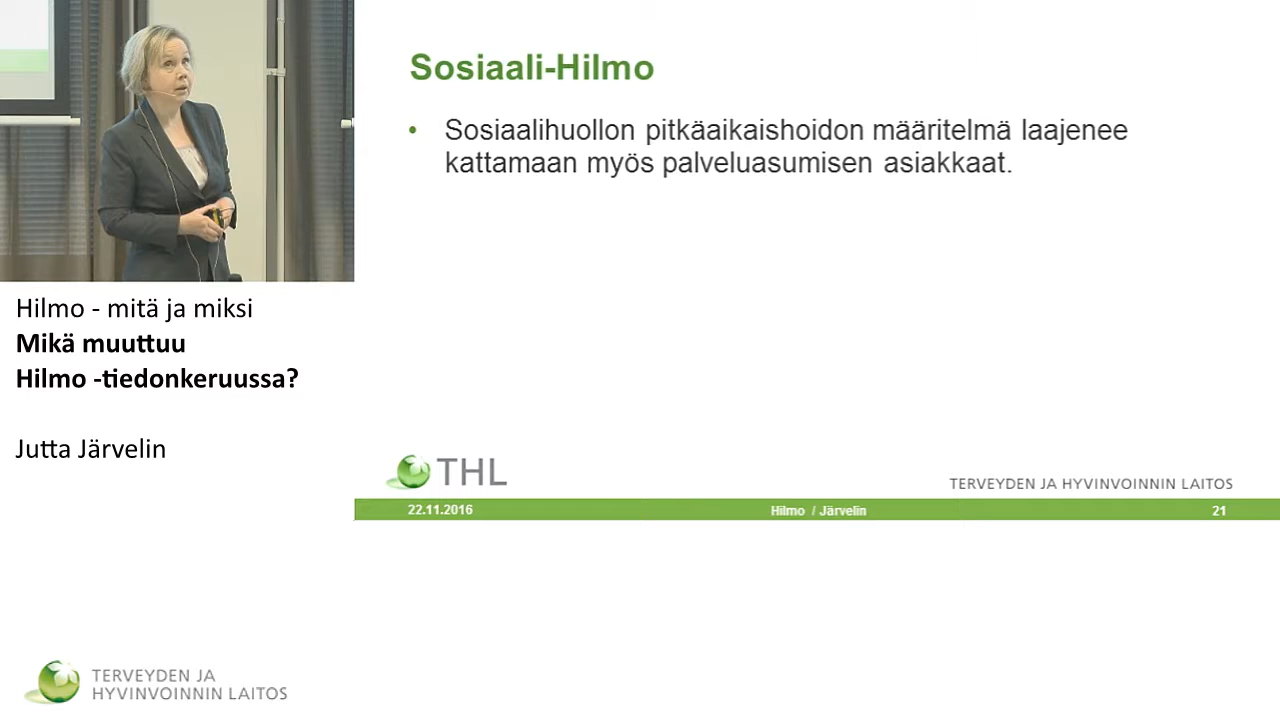 Sosiaali-Hilmo
• Sosiaalihuollon pitkäaikaishoidon määritelmä laajenee
kattamaan myös palveluasumisen asiakkaat.
Hilmo - mitä ja miksi
Mikä muuttuu
Hilmo -tiedonkeruussa?
Jutta Järvelin
THL
TERVEYDEN JA HYVINVOINNIN LAITOS
22.11.2016 Hilmo / Järvelin 21
TERVEYDEN JA
HYVINVOINNIN LAITOS